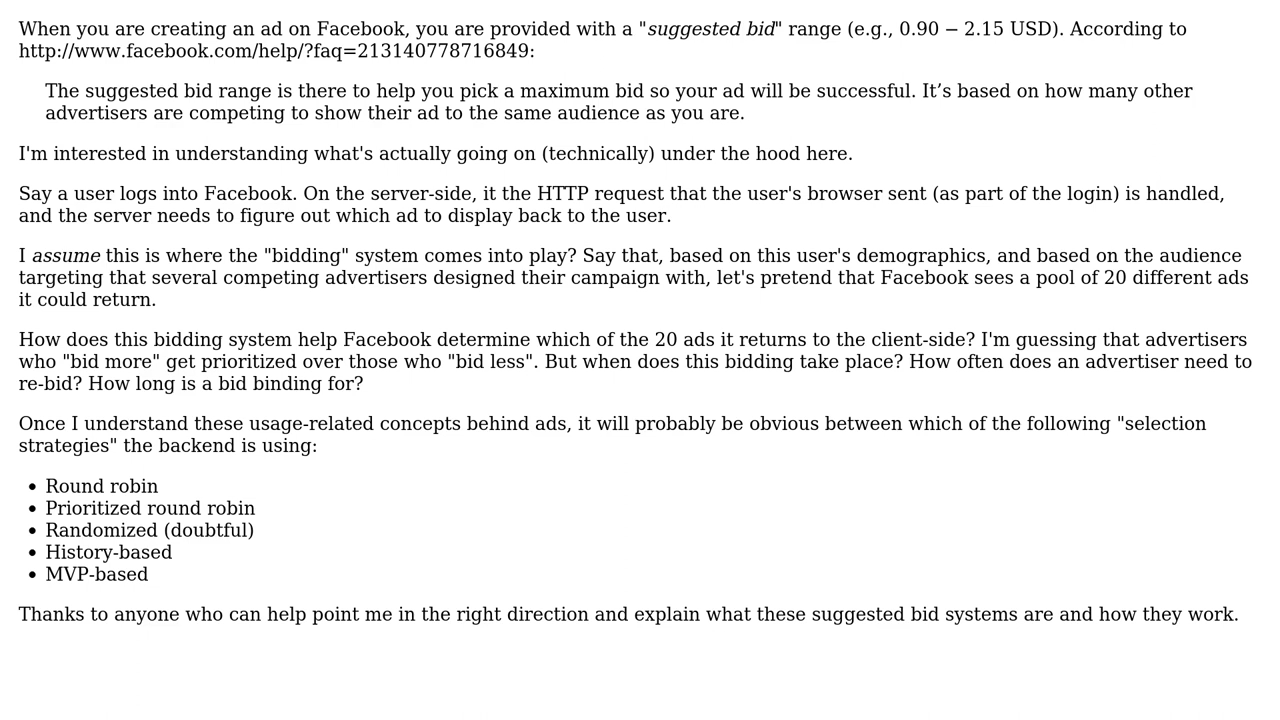 When you are creating an ad on Facebook, you are provided with a "suggested bid" range (e.g., 0.90 − 2.15 USD). According to
http://www.facebook.com/help/?faq=213140778716849:
The suggested bid range is there to help you pick a maximum bid so your ad will be successful. It’s based on how many other
advertisers are competing to show their ad to the same audience as you are.
I'm interested in understanding what's actually going on (technically) under the hood here.
Say a user logs into Facebook. On the server-side, it the HTTP request that the user's browser sent (as part of the login) is handled,
and the server needs to figure out which ad to display back to the user.
I assume this is where the "bidding" system comes into play? Say that, based on this user's demographics, and based on the audience
targeting that several competing advertisers designed their campaign with, let's pretend that Facebook sees a pool of 20 different ads
it could return.
How does this bidding system help Facebook determine which of the 20 ads it returns to the client-side? I'm guessing that advertisers
who "bid more" get prioritized over those who "bid less". But when does this bidding take place? How often does an advertiser need to
re-bid? How long is a bid binding for?
Once I understand these usage-related concepts behind ads, it will probably be obvious between which of the following "selection
strategies" the backend is using:
• Round robin
• Prioritized round robin
• Randomized (doubtful)
• History-based
• MVP-based
Thanks to anyone who can help point me in the right direction and explain what these suggested bid systems are and how they work.